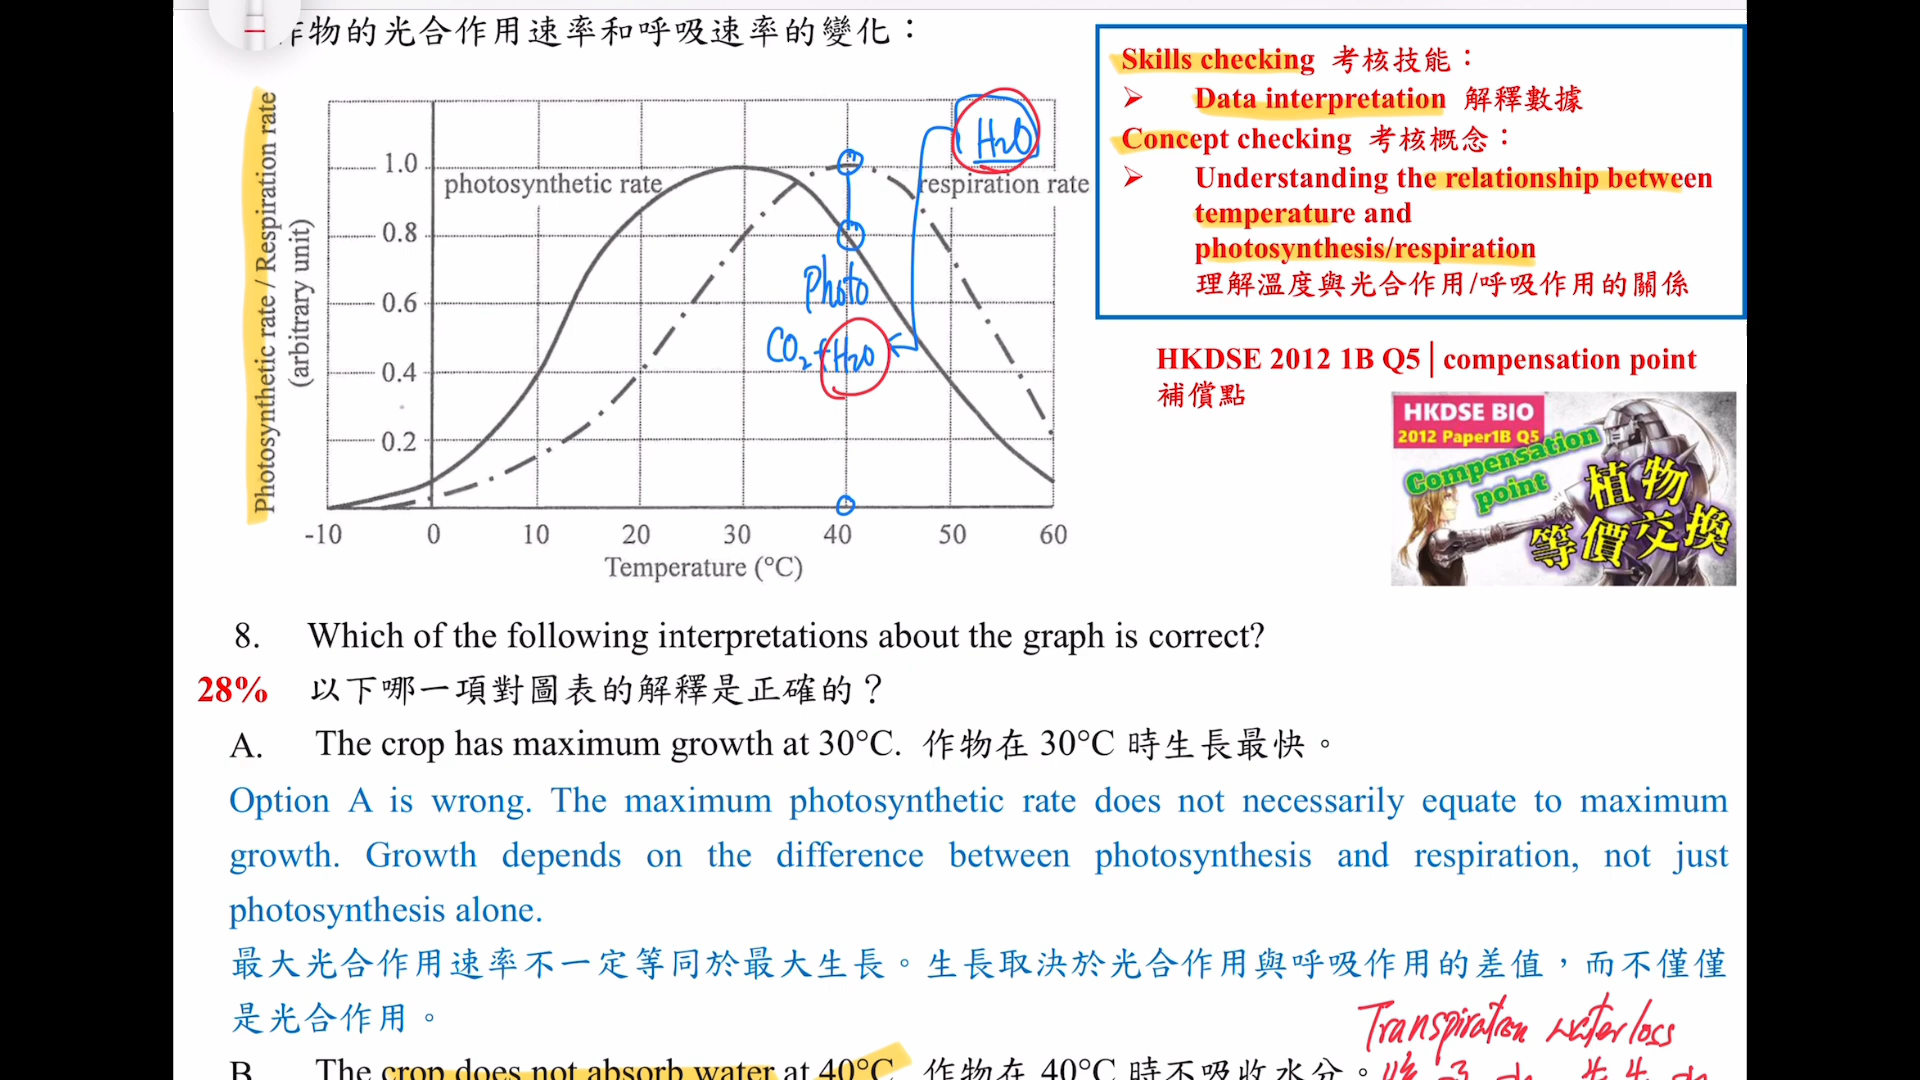 作物的光合作用速率和呼吸速率的變化：
Photosynthetic rate / Respiration rate
(arbitrary unit)
1.0
0.8
0.6
0.4
0.2
photosynthetic rate
respiration rate
H2O
Photo
CO2 + H2O
-10 0 10 20 30 40 50 60
Temperature (°C)
Skills checking 考核技能：
➢ Data interpretation 解釋數據
Concept checking 考核概念：
➢ Understanding the relationship between
temperature and
photosynthesis/respiration
理解溫度與光合作用/呼吸作用的關係
HKDSE 2012 1B Q5│compensation point
補償點
HKDSE BIO
2012 Paper1B Q5
Compensation
point
植物
等價交換
8. Which of the following interpretations about the graph is correct?
28% 以下哪一項對圖表的解釋是正確的？
A. The crop has maximum growth at 30°C. 作物在 30°C 時生長最快。
Option A is wrong. The maximum photosynthetic rate does not necessarily equate to maximum
growth. Growth depends on the difference between photosynthesis and respiration, not just
photosynthesis alone.
最大光合作用速率不一定等同於最大生長。生長取決於光合作用與呼吸作用的差值，而不僅僅
是光合作用。
Transpiration water loss
B. The crop does not absorb water at 40°C. 作物在 40°C 時不吸收水分。